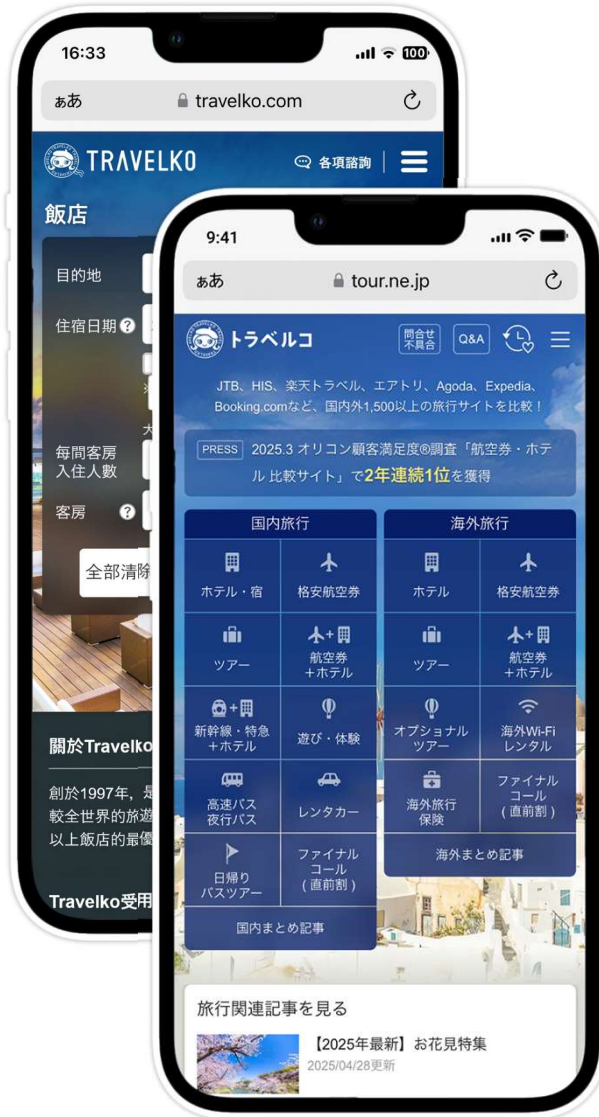 16:33
100
ぁあ
travelko.com
TRAVELKO
各項諮詢
飯店
目的地
住宿日期 ?
※
大
每間客房
入住人數
客房 ?
全部清除
關於Travelko
創於1997年，是
較全世界的旅遊
以上飯店的最優
Travelko受用
9:41
ぁあ
tour.ne.jp
トラベルコ
問合せ
不具合
Q&A
JTB、HIS、楽天トラベル、エアトリ、Agoda、Expedia、
Booking.comなど、国内外1,500以上の旅行サイトを比較！
PRESS 2025.3 オリコン顧客満足度®調査「航空券・ホテ
ル 比較サイト」で2年連続1位を獲得
国内旅行
ホテル・宿
格安航空券
ツアー
航空券
+ホテル
新幹線・特急
+ホテル
遊び・体験
高速バス
夜行バス
レンタカー
日帰り
バスツアー
ファイナル
コール
(直前割)
国内まとめ記事
海外旅行
ホテル
格安航空券
ツアー
航空券
+ホテル
オプショナル
ツアー
海外Wi-Fi
レンタル
海外旅行
保険
ファイナル
コール
(直前割)
海外まとめ記事
旅行関連記事を見る
【2025年最新】お花見特集
2025/04/28更新